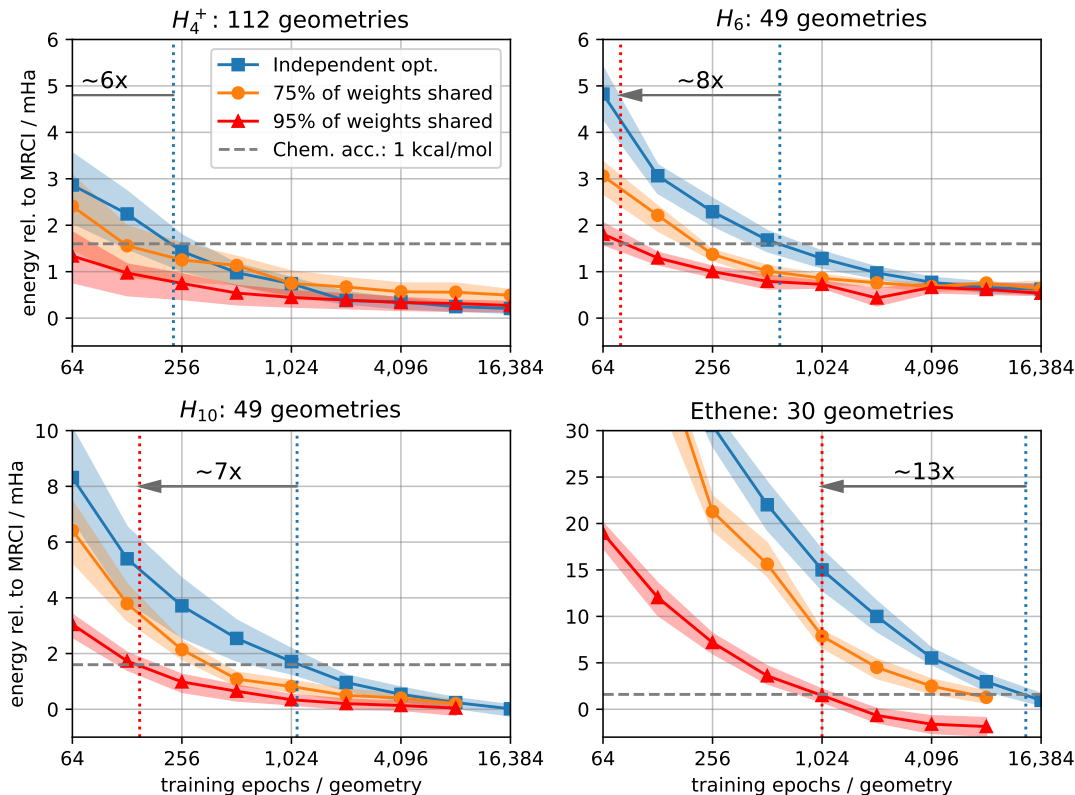 H₄⁺: 112 geometries
energy rel. to MRCI / mHa
6
5
4
3
2
1
0
~6x
Independent opt.
75% of weights shared
95% of weights shared
Chem. acc.: 1 kcal/mol
64
256
1,024
4,096
16,384
H₆: 49 geometries
6
5
4
3
2
1
0
~8x
64
256
1,024
4,096
16,384
H₁₀: 49 geometries
energy rel. to MRCI / mHa
10
8
6
4
2
0
~7x
64
256
1,024
4,096
16,384
training epochs / geometry
Ethene: 30 geometries
30
25
20
15
10
5
0
~13x
64
256
1,024
4,096
16,384
training epochs / geometry